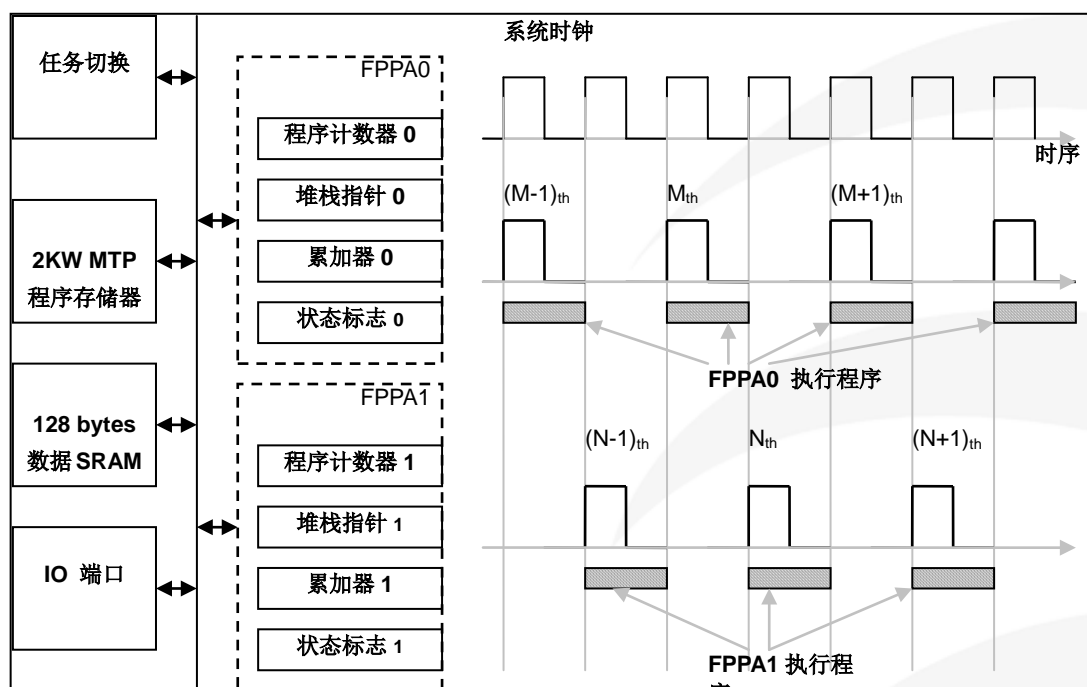 系统时钟
任务切换
2KW MTP
程序存储器
128 bytes
数据 SRAM
IO 端口
FPPA0
程序计数器 0
堆栈指针 0
累加器 0
状态标志 0
FPPA1
程序计数器 1
堆栈指针 1
累加器 1
状态标志 1
时序
(M-1)th
Mth
(M+1)th
FPPA0 执行程序
(N-1)th
Nth
(N+1)th
FPPA1 执行程